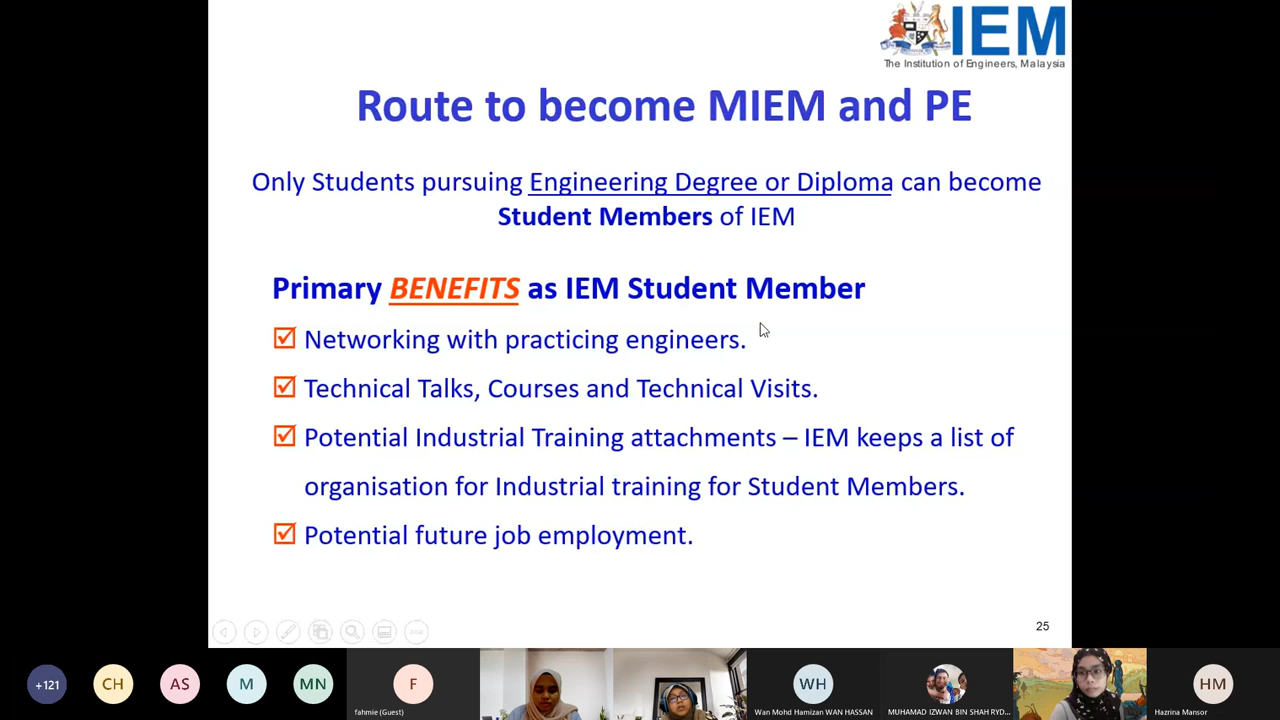 IEM
The Institution of Engineers, Malaysia
Route to become MIEM and PE
Only Students pursuing Engineering Degree or Diploma can become
Student Members of IEM
Primary BENEFITS as IEM Student Member
Networking with practicing engineers.
Technical Talks, Courses and Technical Visits.
Potential Industrial Training attachments – IEM keeps a list of
organisation for Industrial training for Student Members.
Potential future job employment.
25
+121
CH
AS
M
MN
F
WH
HM
fahmie (Guest)
Wan Mohd Hamizan WAN HASSAN
MUHAMAD IZWAN BIN SHAH RYD...
Hazrina Mansor